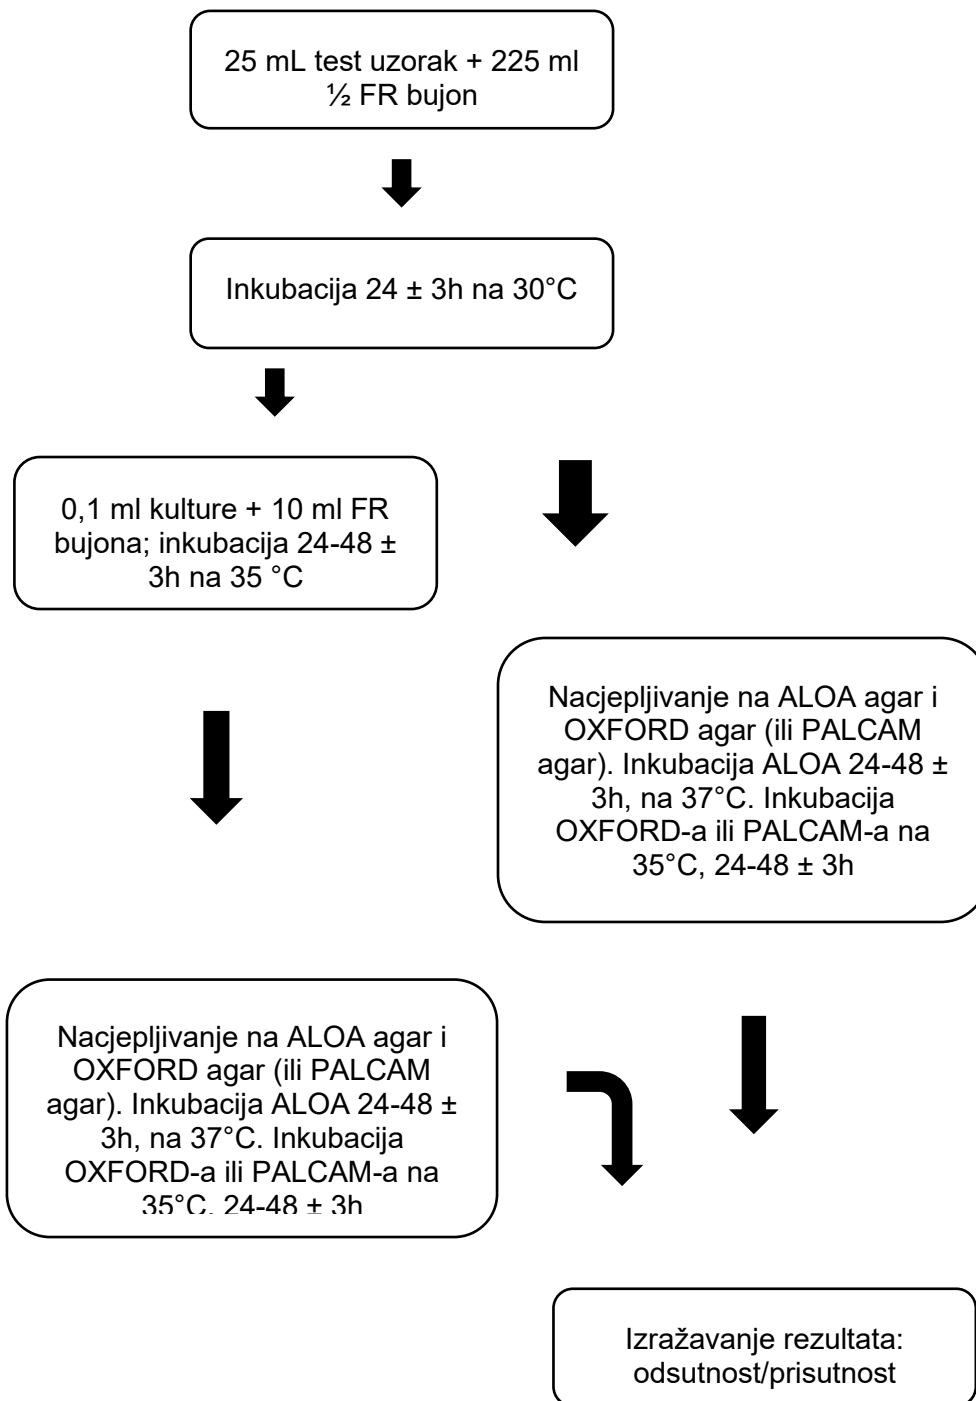 25 mL test uzorak + 225 ml
½ FR bujon
Inkubacija 24 ± 3h na 30°C
0,1 ml kulture + 10 ml FR
bujona; inkubacija 24-48 ±
3h na 35 °C
Nacjepljivanje na ALOA agar i
OXFORD agar (ili PALCAM
agar). Inkubacija ALOA 24-48 ±
3h, na 37°C. Inkubacija
OXFORD-a ili PALCAM-a na
35°C, 24-48 ± 3h
Nacjepljivanje na ALOA agar i
OXFORD agar (ili PALCAM
agar). Inkubacija ALOA 24-48 ±
3h, na 37°C. Inkubacija
OXFORD-a ili PALCAM-a na
35°C, 24-48 ± 3h
Izražavanje rezultata:
odsutnost/prisutnost